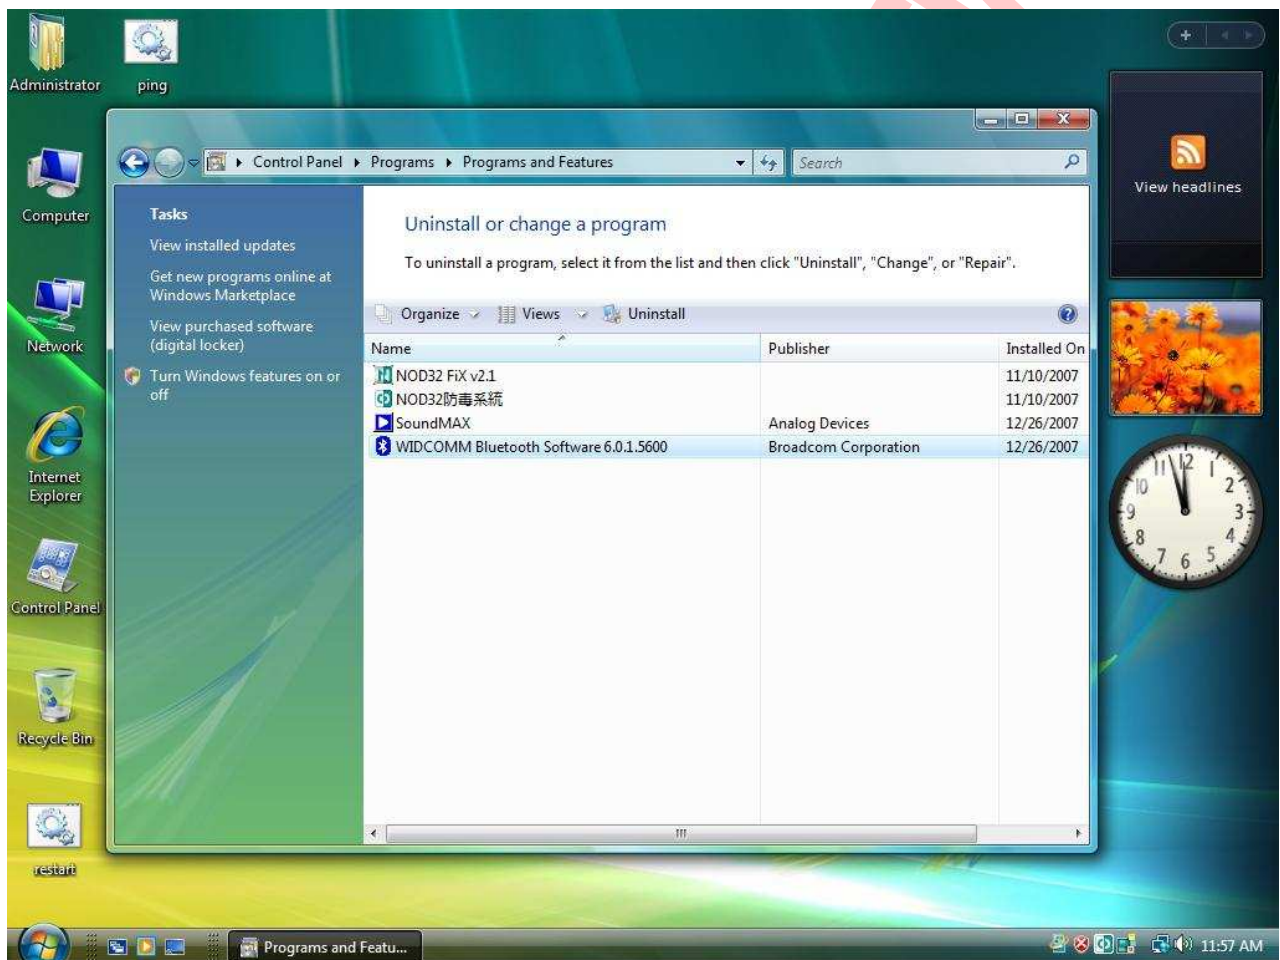 Administrator
ping
Computer
Network
Internet
Explorer
Control Panel
Recycle Bin
restart
Control Panel
Programs
Programs and Features
Search
Tasks
View installed updates
Get new programs online at
Windows Marketplace
View purchased software
(digital locker)
Turn Windows features on or
off
Uninstall or change a program
To uninstall a program, select it from the list and then click "Uninstall", "Change", or "Repair".
Organize Views Uninstall
Name Publisher Installed On
NOD32 FiX v2.1 11/10/2007
NOD32防毒系統 11/10/2007
SoundMAX Analog Devices 12/26/2007
WIDCOMM Bluetooth Software 6.0.1.5600 Broadcom Corporation 12/26/2007
View headlines
11 12 1
10 2
9 3
8 4
7 6 5
Programs and Featu...
11:57 AM